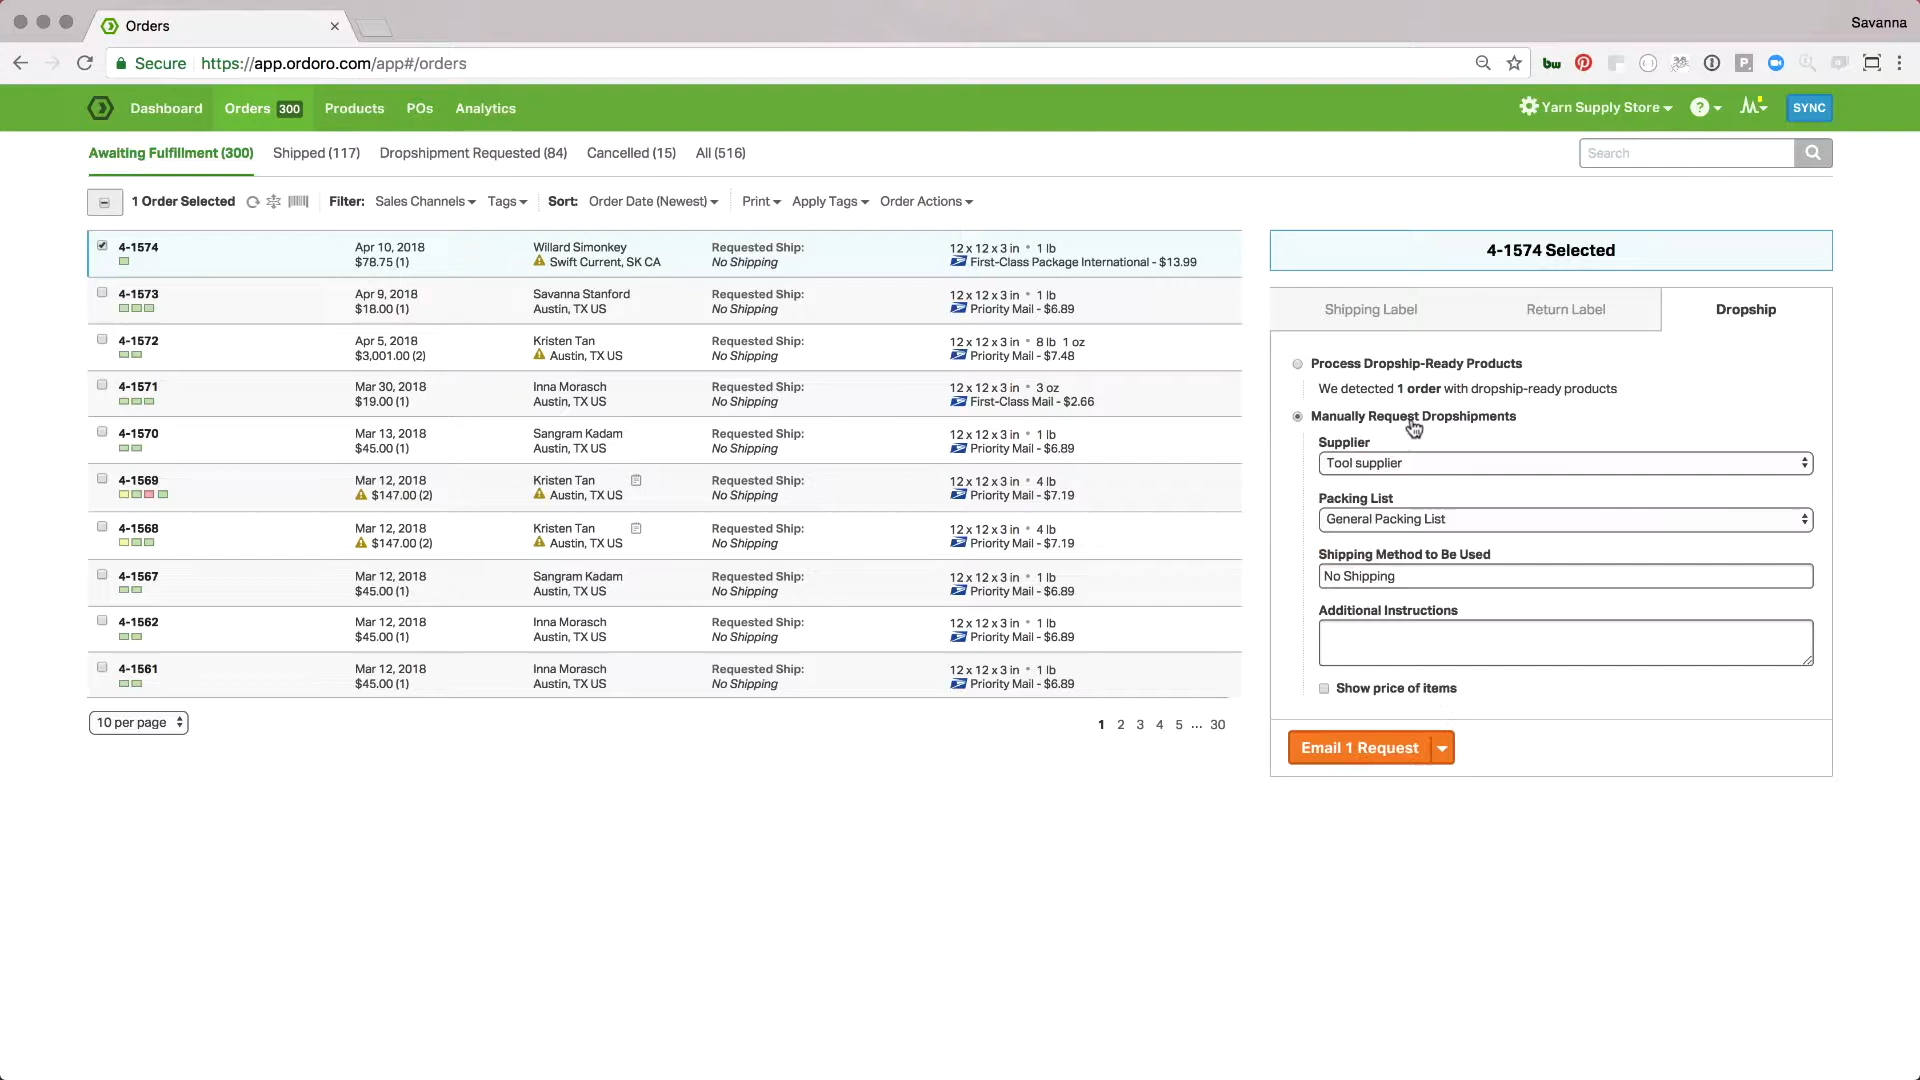 Orders
Savanna
Secure https://app.ordoro.com/app#/orders
bw
Dashboard Orders 300 Products POs Analytics Yarn Supply Store ? SYNC
Awaiting Fulfillment (300) Shipped (117) Dropshipment Requested (84) Cancelled (15) All (516) Search
1 Order Selected Filter: Sales Channels Tags Sort: Order Date (Newest) Print Apply Tags Order Actions
4-1574 Apr 10, 2018 Willard Simonkey Requested Ship: 12 x 12 x 3 in • 1 lb
$78.75 (1) Swift Current, SK CA No Shipping First-Class Package International - $13.99
4-1573 Apr 9, 2018 Savanna Stanford Requested Ship: 12 x 12 x 3 in • 1 lb
$18.00 (1) Austin, TX US No Shipping Priority Mail - $6.89
4-1572 Apr 5, 2018 Kristen Tan Requested Ship: 12 x 12 x 3 in • 8 lb 1 oz
$3,001.00 (2) Austin, TX US No Shipping Priority Mail - $7.48
4-1571 Mar 30, 2018 Inna Morasch Requested Ship: 12 x 12 x 3 in • 3 oz
$19.00 (1) Austin, TX US No Shipping First-Class Mail - $2.66
4-1570 Mar 13, 2018 Sangram Kadam Requested Ship: 12 x 12 x 3 in • 1 lb
$45.00 (1) Austin, TX US No Shipping Priority Mail - $6.89
4-1569 Mar 12, 2018 Kristen Tan Requested Ship: 12 x 12 x 3 in • 4 lb
$147.00 (2) Austin, TX US No Shipping Priority Mail - $7.19
4-1568 Mar 12, 2018 Kristen Tan Requested Ship: 12 x 12 x 3 in • 4 lb
$147.00 (2) Austin, TX US No Shipping Priority Mail - $7.19
4-1567 Mar 12, 2018 Sangram Kadam Requested Ship: 12 x 12 x 3 in • 1 lb
$45.00 (1) Austin, TX US No Shipping Priority Mail - $6.89
4-1562 Mar 12, 2018 Inna Morasch Requested Ship: 12 x 12 x 3 in • 1 lb
$45.00 (1) Austin, TX US No Shipping Priority Mail - $6.89
4-1561 Mar 12, 2018 Inna Morasch Requested Ship: 12 x 12 x 3 in • 1 lb
$45.00 (1) Austin, TX US No Shipping Priority Mail - $6.89
10 per page 1 2 3 4 5 ... 30
4-1574 Selected
Shipping Label Return Label Dropship
Process Dropship-Ready Products
We detected 1 order with dropship-ready products
Manually Request Dropshipments
Supplier
Tool supplier
Packing List
General Packing List
Shipping Method to Be Used
No Shipping
Additional Instructions
Show price of items
Email 1 Request